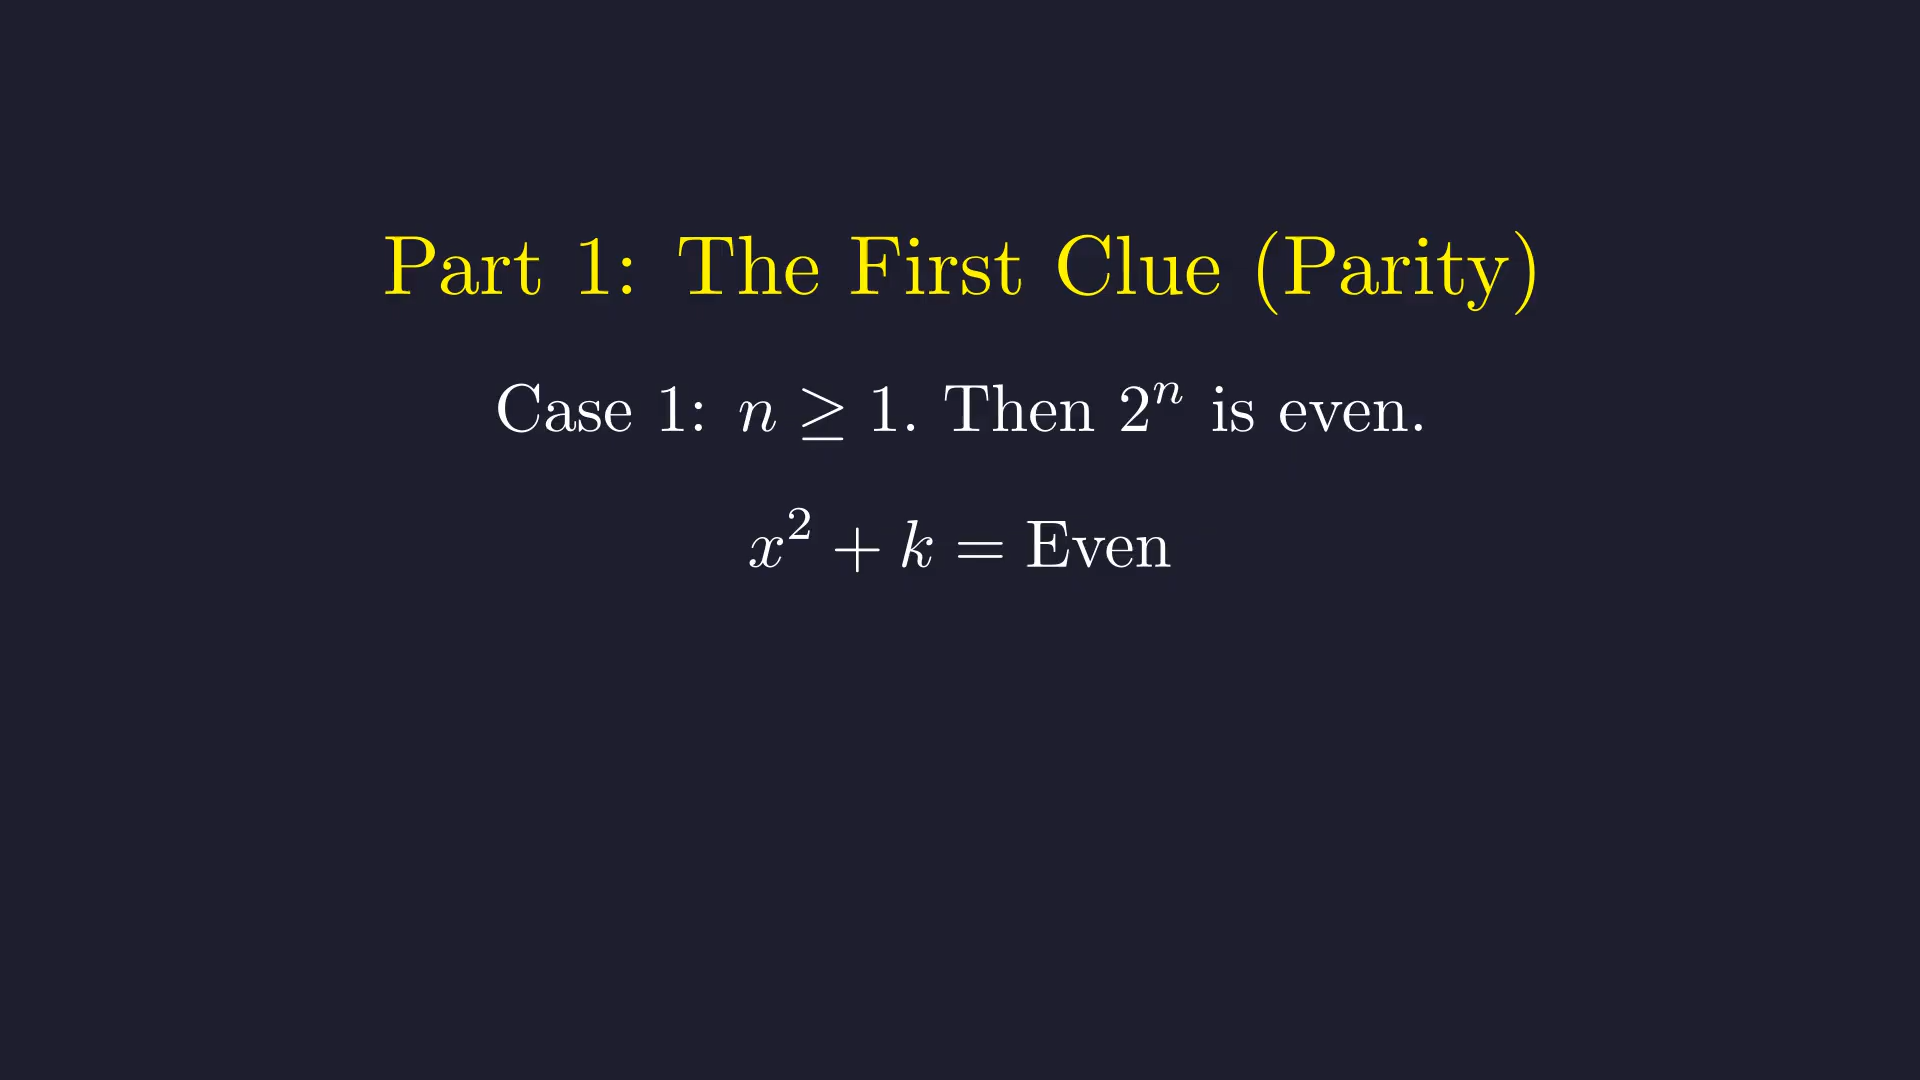 Part 1: The First Clue (Parity)
Case 1: n ≥ 1. Then 2ⁿ is even.
x² + k = Even